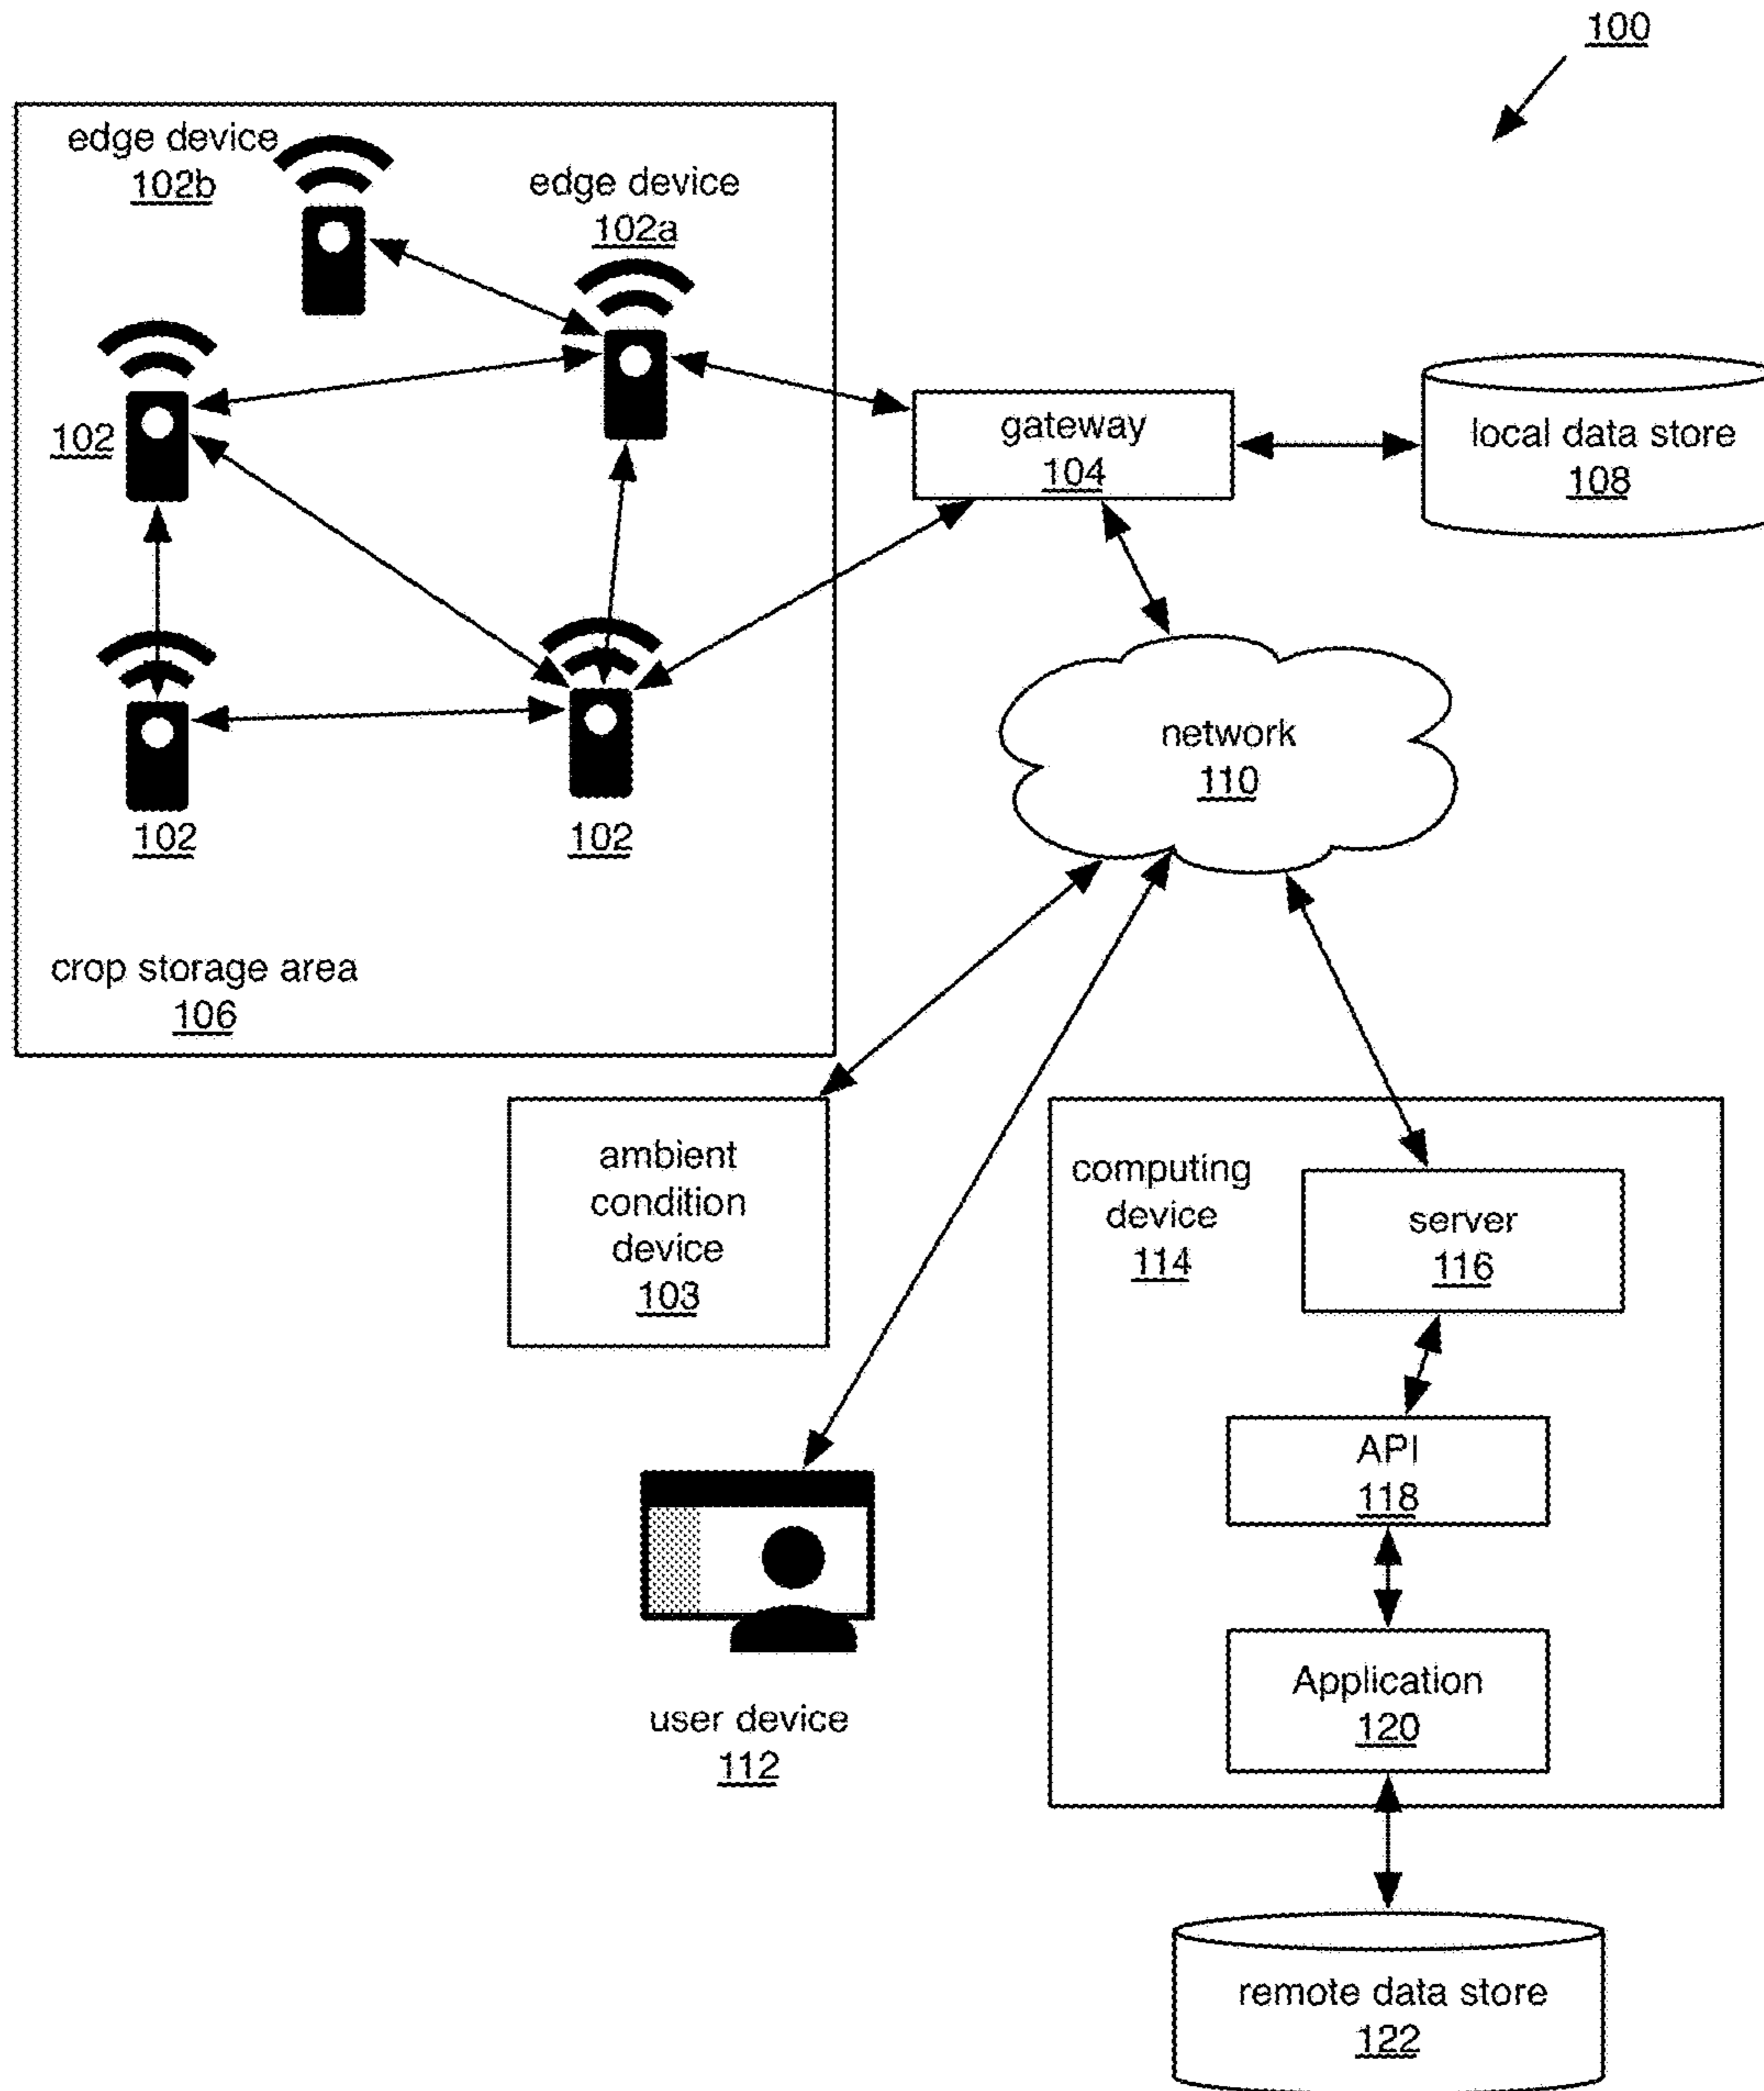 100
edge device
102b
edge device
102a
102
102
102
crop storage area
106
gateway
104
local data store
108
network
110
ambient
condition
device
103
computing
device
114
server
116
API
118
Application
120
user device
112
remote data store
122